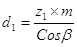 d₁ = z₁ × m / Cosβ